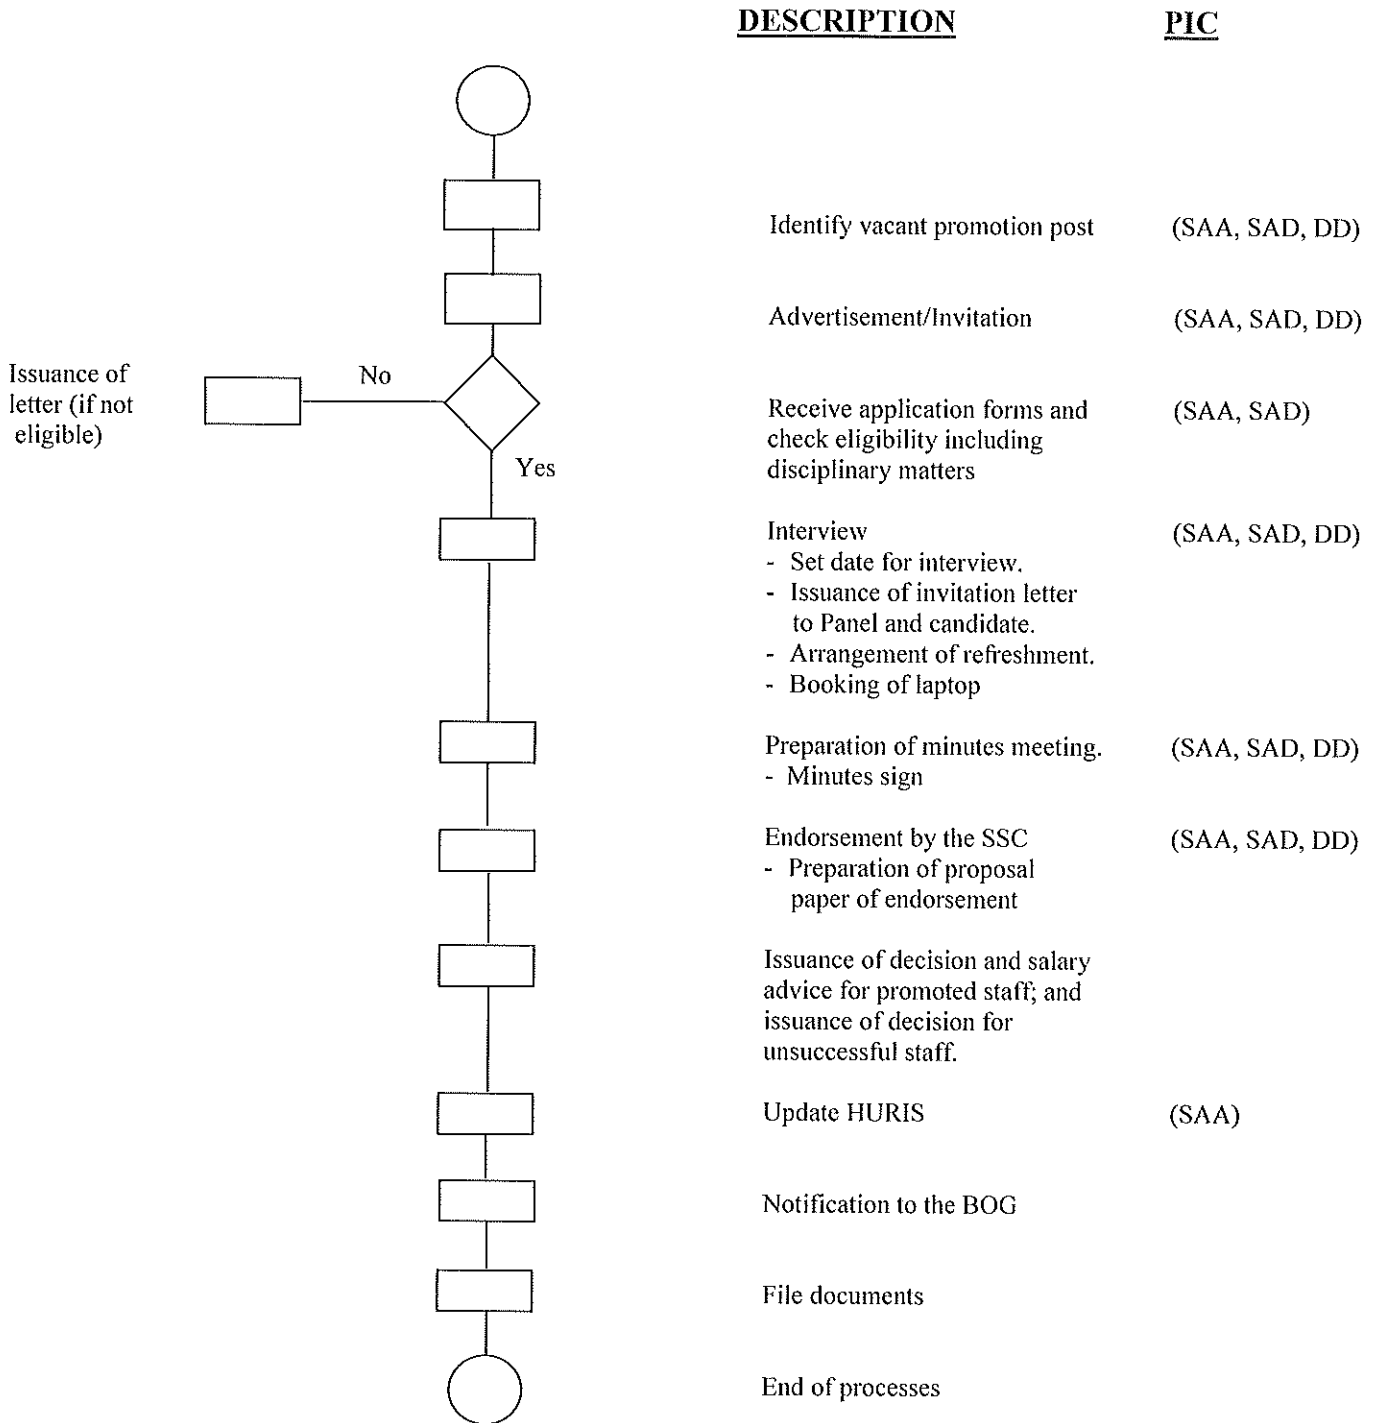 DESCRIPTION PIC
Identify vacant promotion post (SAA, SAD, DD)
Advertisement/Invitation (SAA, SAD, DD)
Issuance of
letter (if not
eligible)
No
Yes
Receive application forms and (SAA, SAD)
check eligibility including
disciplinary matters
Interview (SAA, SAD, DD)
- Set date for interview.
- Issuance of invitation letter
to Panel and candidate.
- Arrangement of refreshment.
- Booking of laptop
Preparation of minutes meeting. (SAA, SAD, DD)
- Minutes sign
Endorsement by the SSC (SAA, SAD, DD)
- Preparation of proposal
paper of endorsement
Issuance of decision and salary
advice for promoted staff; and
issuance of decision for
unsuccessful staff.
Update HURIS (SAA)
Notification to the BOG
File documents
End of processes